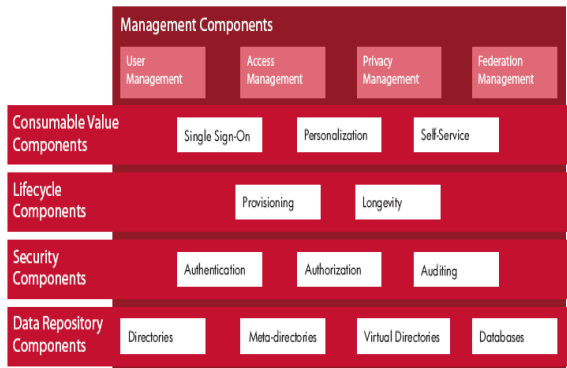 Management Components
User
Management
Access
Management
Privacy
Management
Federation
Management
Consumable Value
Components
Single Sign-On
Personalization
Self-Service
Lifecycle
Components
Provisioning
Longevity
Security
Components
Authentication
Authorization
Auditing
Data Repository
Components
Directories
Meta-directories
Virtual Directories
Databases